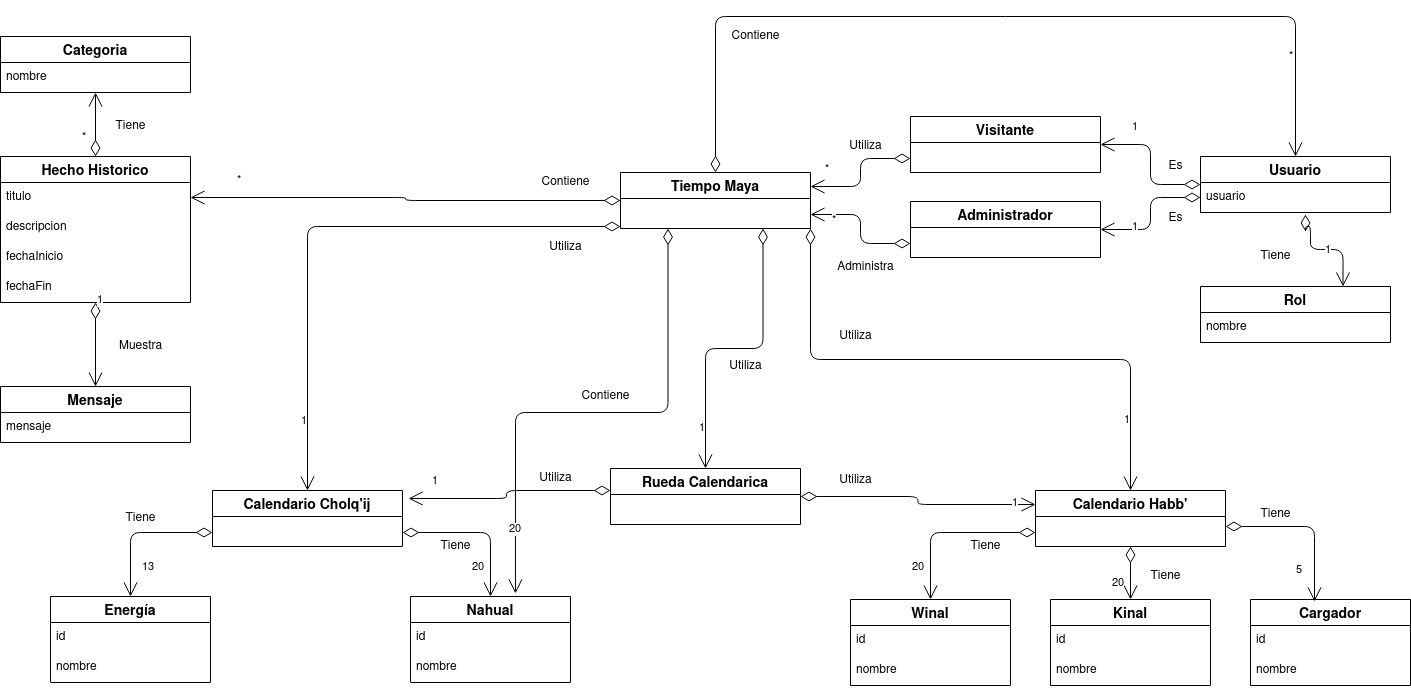 Contiene
*
Categoria
nombre
Tiene
*
Hecho Historico
titulo
descripcion
fechaInicio
fechaFin
1
Muestra
Mensaje
mensaje
*
Contiene
Utiliza
Tiempo Maya
Utiliza
*
*
Administra
Visitante
Administrador
1
Es
Es
1
Usuario
usuario
Tiene
1
Rol
nombre
Utiliza
Utiliza
Contiene
1
1
1
Calendario Cholq'ij
1
Utiliza
Rueda Calendarica
Utiliza
1
Calendario Habb'
Tiene
13
Tiene
20
20
Energía
id
nombre
Nahual
id
nombre
Tiene
20
Tiene
20
Tiene
5
Winal
id
nombre
Kinal
id
nombre
Cargador
id
nombre